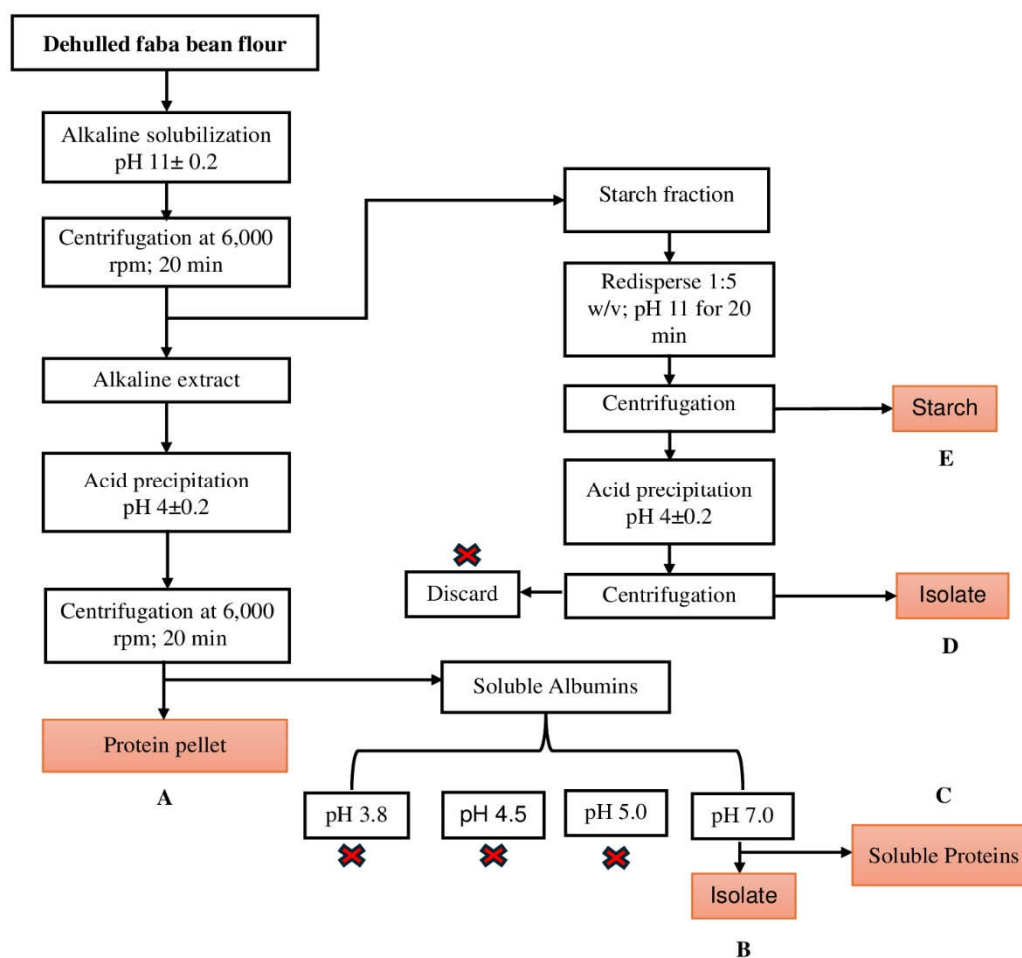 Dehulled faba bean flour
Alkaline solubilization
pH 11± 0.2
Centrifugation at 6,000
rpm; 20 min
Alkaline extract
Acid precipitation
pH 4±0.2
Centrifugation at 6,000
rpm; 20 min
Protein pellet
A
Starch fraction
Redisperse 1:5
w/v; pH 11 for 20
min
Centrifugation
Starch
E
Acid precipitation
pH 4±0.2
Discard
Centrifugation
Isolate
D
Soluble Albumins
pH 3.8
pH 4.5
pH 5.0
pH 7.0
C
Soluble Proteins
Isolate
B